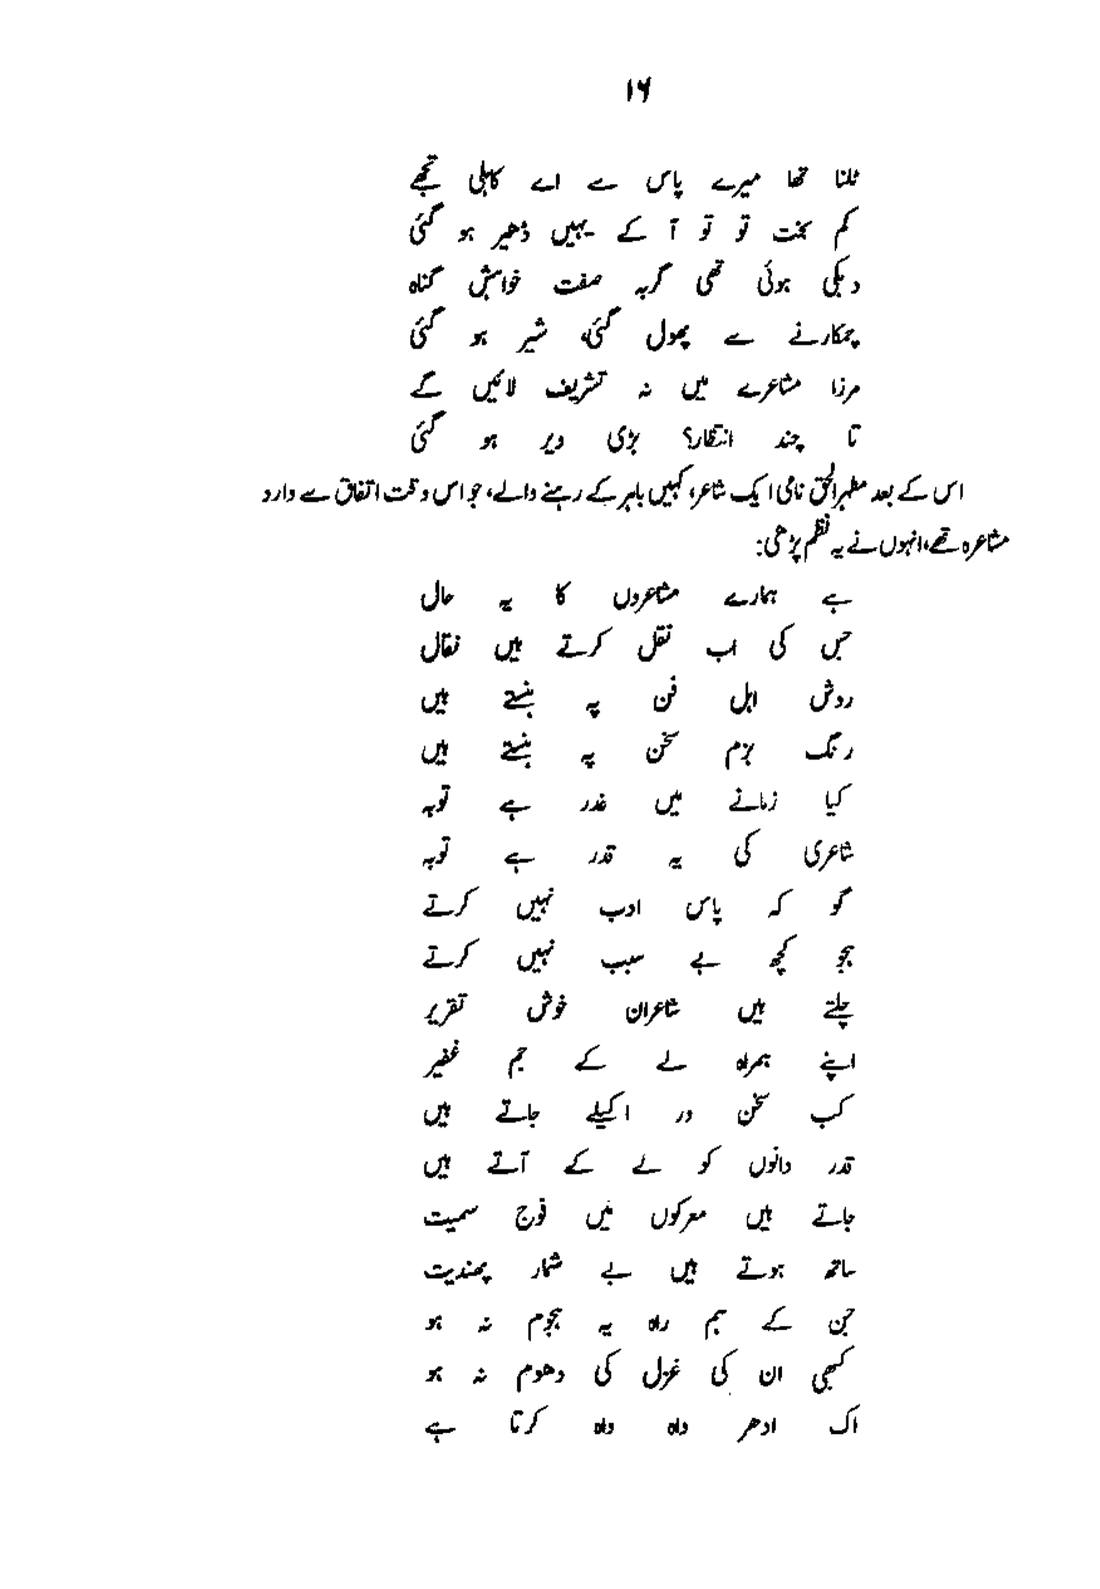 ۱۶
ٹلنا تھا میرے پاس سے اے کاہلی تجھے
کم بخت تو تو آ کے یہیں ڈھیر ہو گئی
دبکی ہوئی تھی گربہ صفت خواہش گناہ
چمکارنے سے پھول گئی، شیر ہو گئی
مرزا مشاعرے میں نہ تشریف لائیں گے
تا چند انتظار؟ بڑی دیر ہو گئی
اس کے بعد مظہر الحق نامی ایک شاعر، کہیں باہر کے رہنے والے، جو اس وقت اتفاق سے وارد
مشاعرہ تھے، انہوں نے یہ نظم پڑھی:
ہے ہمارے مشاعروں کا یہ حال
جس کی اب نقل کرتے ہیں نقال
روش اہل فن پہ ہنستے ہیں
رنگ بزم سخن پہ ہنستے ہیں
کیا زمانے میں غدر ہے توبہ
شاعری کی یہ قدر ہے توبہ
گو کہ پاس ادب نہیں کرتے
ہجو کچھ بے سبب نہیں کرتے
چلتے ہیں شاعران خوش تقریر
اپنے ہمراہ لے کے جم غفیر
کب سخن ور اکیلے جاتے ہیں
قدر دانوں کو لے کے آتے ہیں
جاتے ہیں معرکوں میں فوج سمیت
ساتھ ہوتے ہیں بے شمار پھندیت
جن کے ہم راہ یہ ہجوم نہ ہو
کبھی ان کی غزل کی دھوم نہ ہو
اک ادھر واہ واہ کرتا ہے